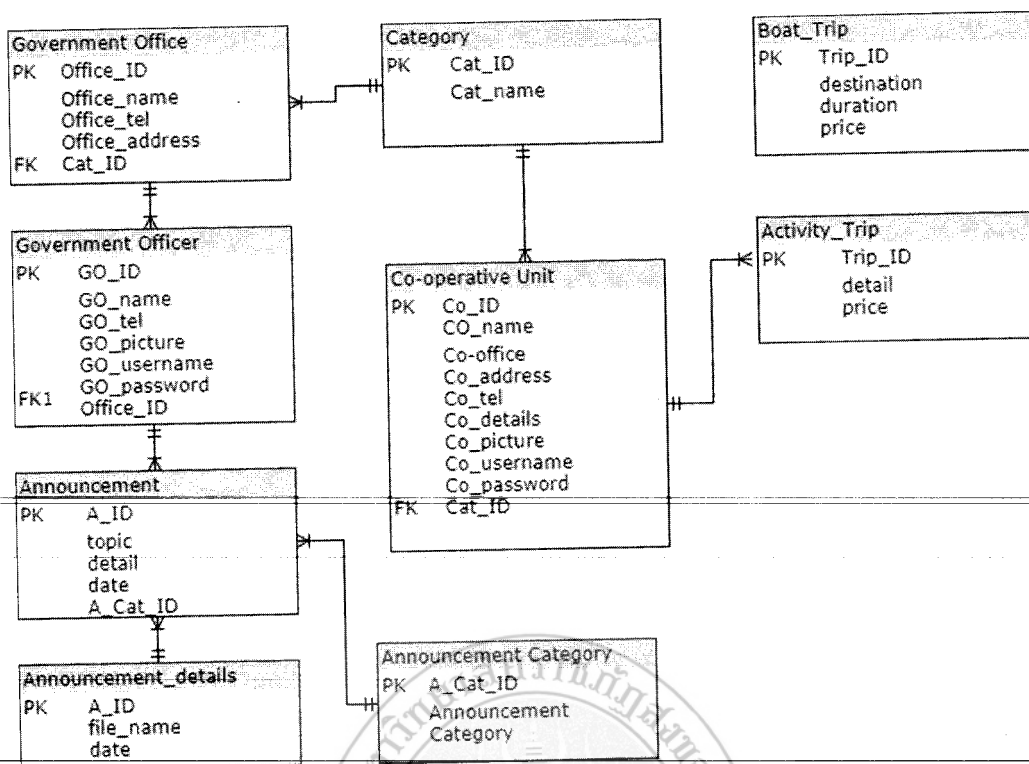 Government Office
PK Office_ID
Office_name
Office_tel
Office_address
FK Cat_ID
Category
PK Cat_ID
Cat_name
Boat_Trip
PK Trip_ID
destination
duration
price
Government Officer
PK GO_ID
GO_name
GO_tel
GO_picture
GO_username
GO_password
FK1 Office_ID
Co-operative Unit
PK Co_ID
CO_name
Co-office
Co_address
Co_tel
Co_details
Co_picture
Co_username
Co_password
FK Cat_ID
Activity_Trip
PK Trip_ID
detail
price
Announcement
PK A_ID
topic
detail
date
A_Cat_ID
Announcement_details
PK A_ID
file_name
date
Announcement Category
PK A_Cat_ID
Announcement
Category